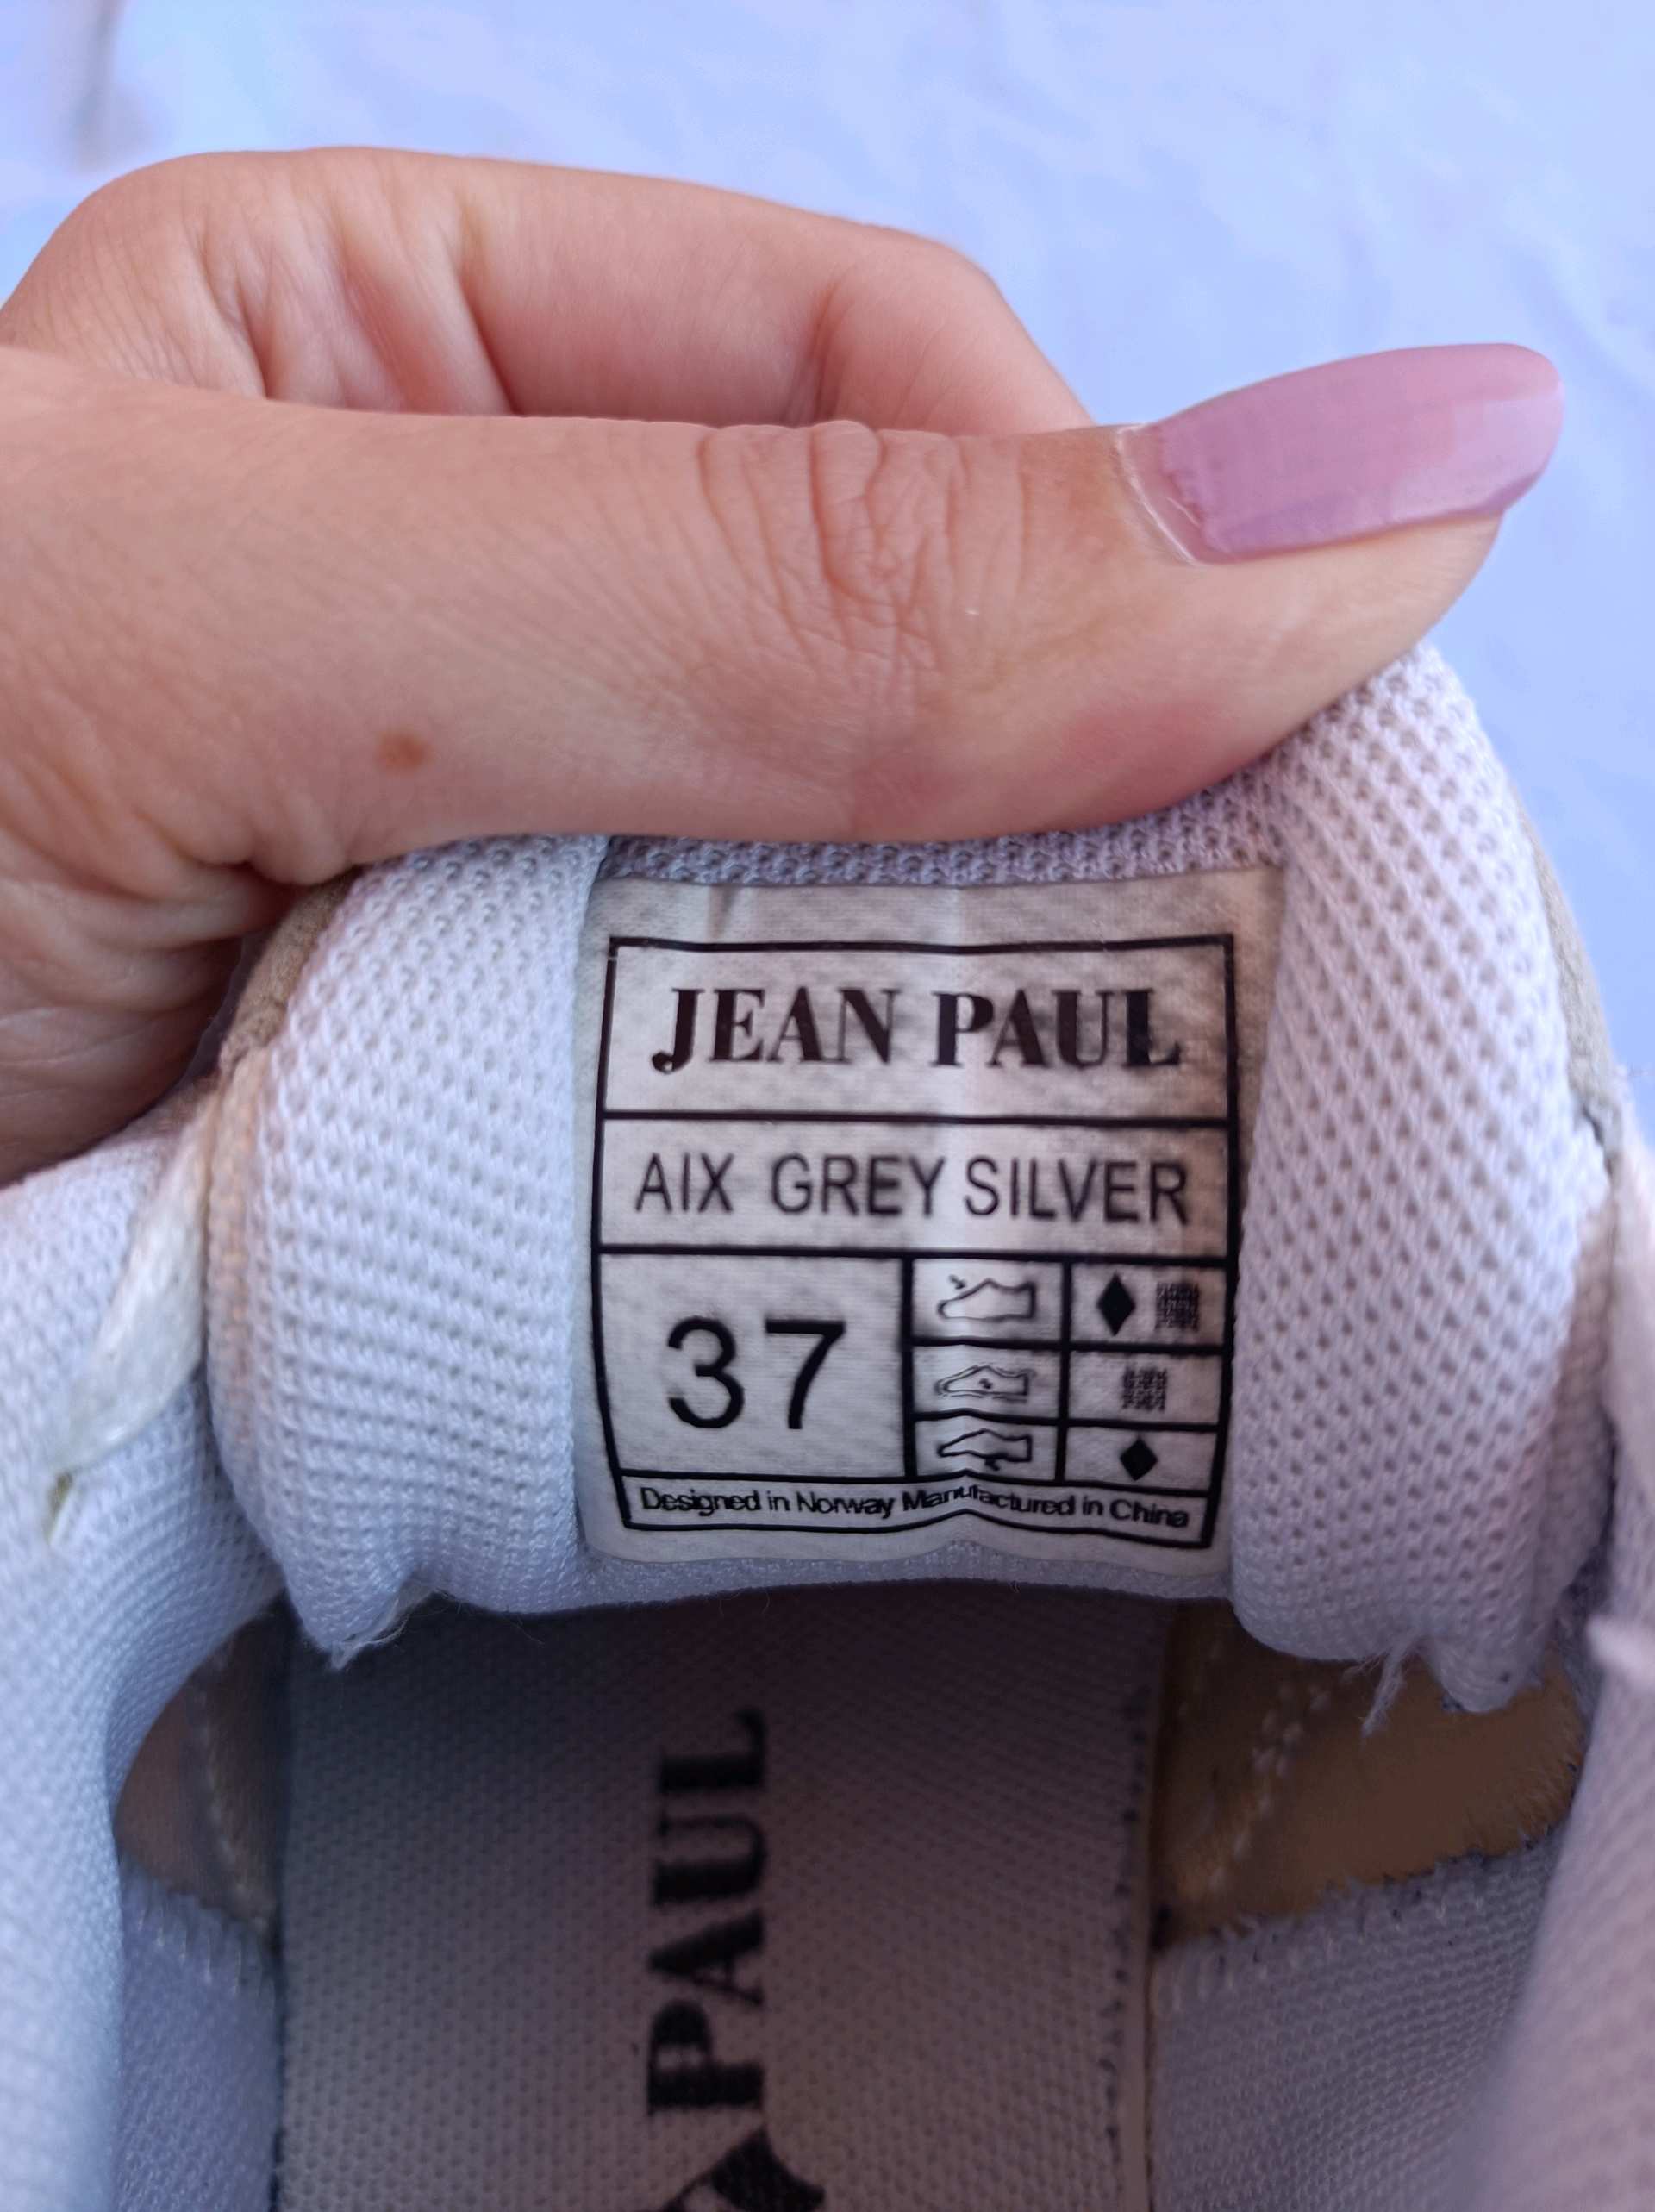 JEAN PAUL
AIX GREY SILVER
37
Designed in Norway Manufactured in China
PAUL